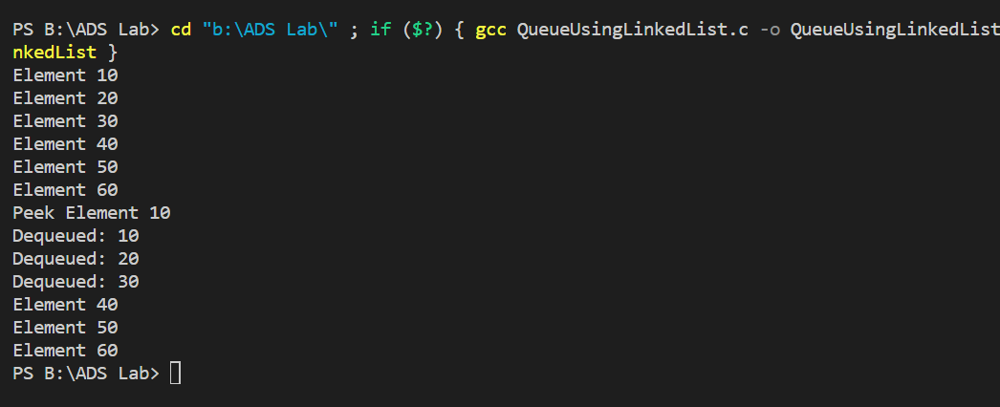 PS B:\ADS Lab> cd "b:\ADS Lab\" ; if ($?) { gcc QueueUsingLinkedList.c -o QueueUsingLinkedList
nkedList }
Element 10
Element 20
Element 30
Element 40
Element 50
Element 60
Peek Element 10
Dequeued: 10
Dequeued: 20
Dequeued: 30
Element 40
Element 50
Element 60
PS B:\ADS Lab>